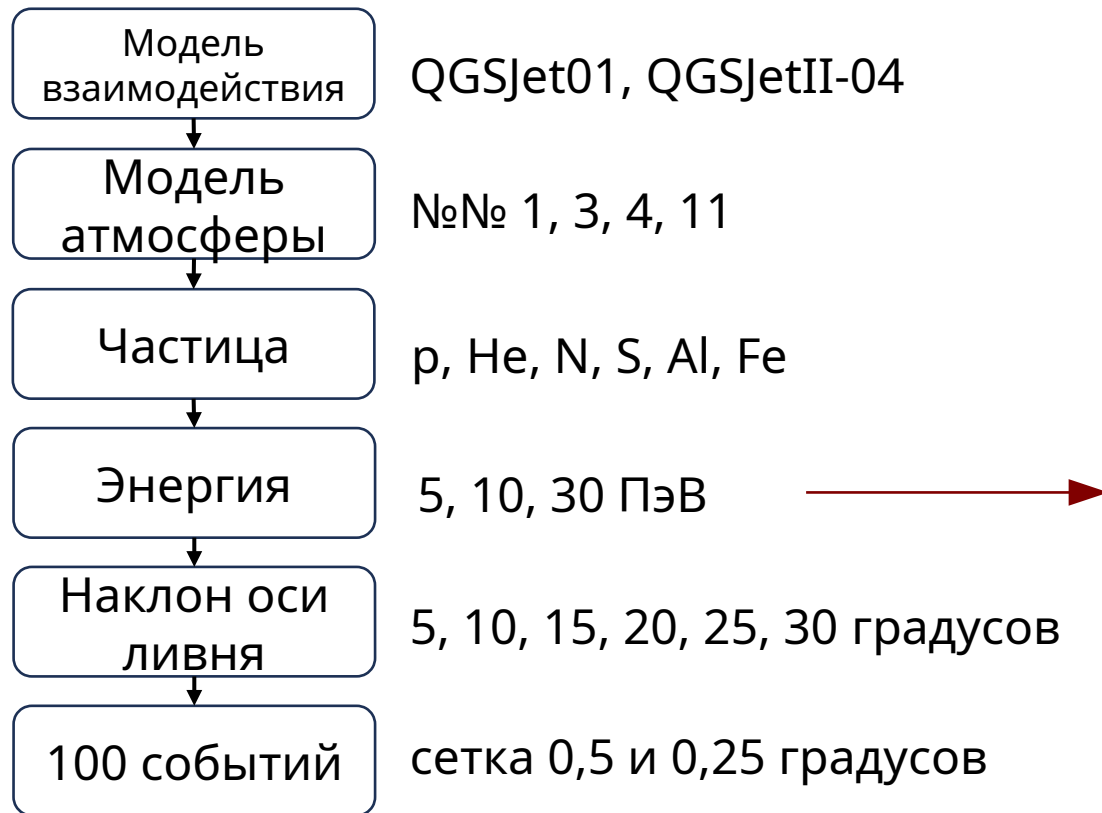 Модель
взаимодействия
QGSJet01, QGSJetII-04
Модель
атмосферы
№№ 1, 3, 4, 11
Частица
p, He, N, S, Al, Fe
Энергия
5, 10, 30 ПэВ
Наклон оси
ливня
5, 10, 15, 20, 25, 30 градусов
100 событий
сетка 0,5 и 0,25 градусов